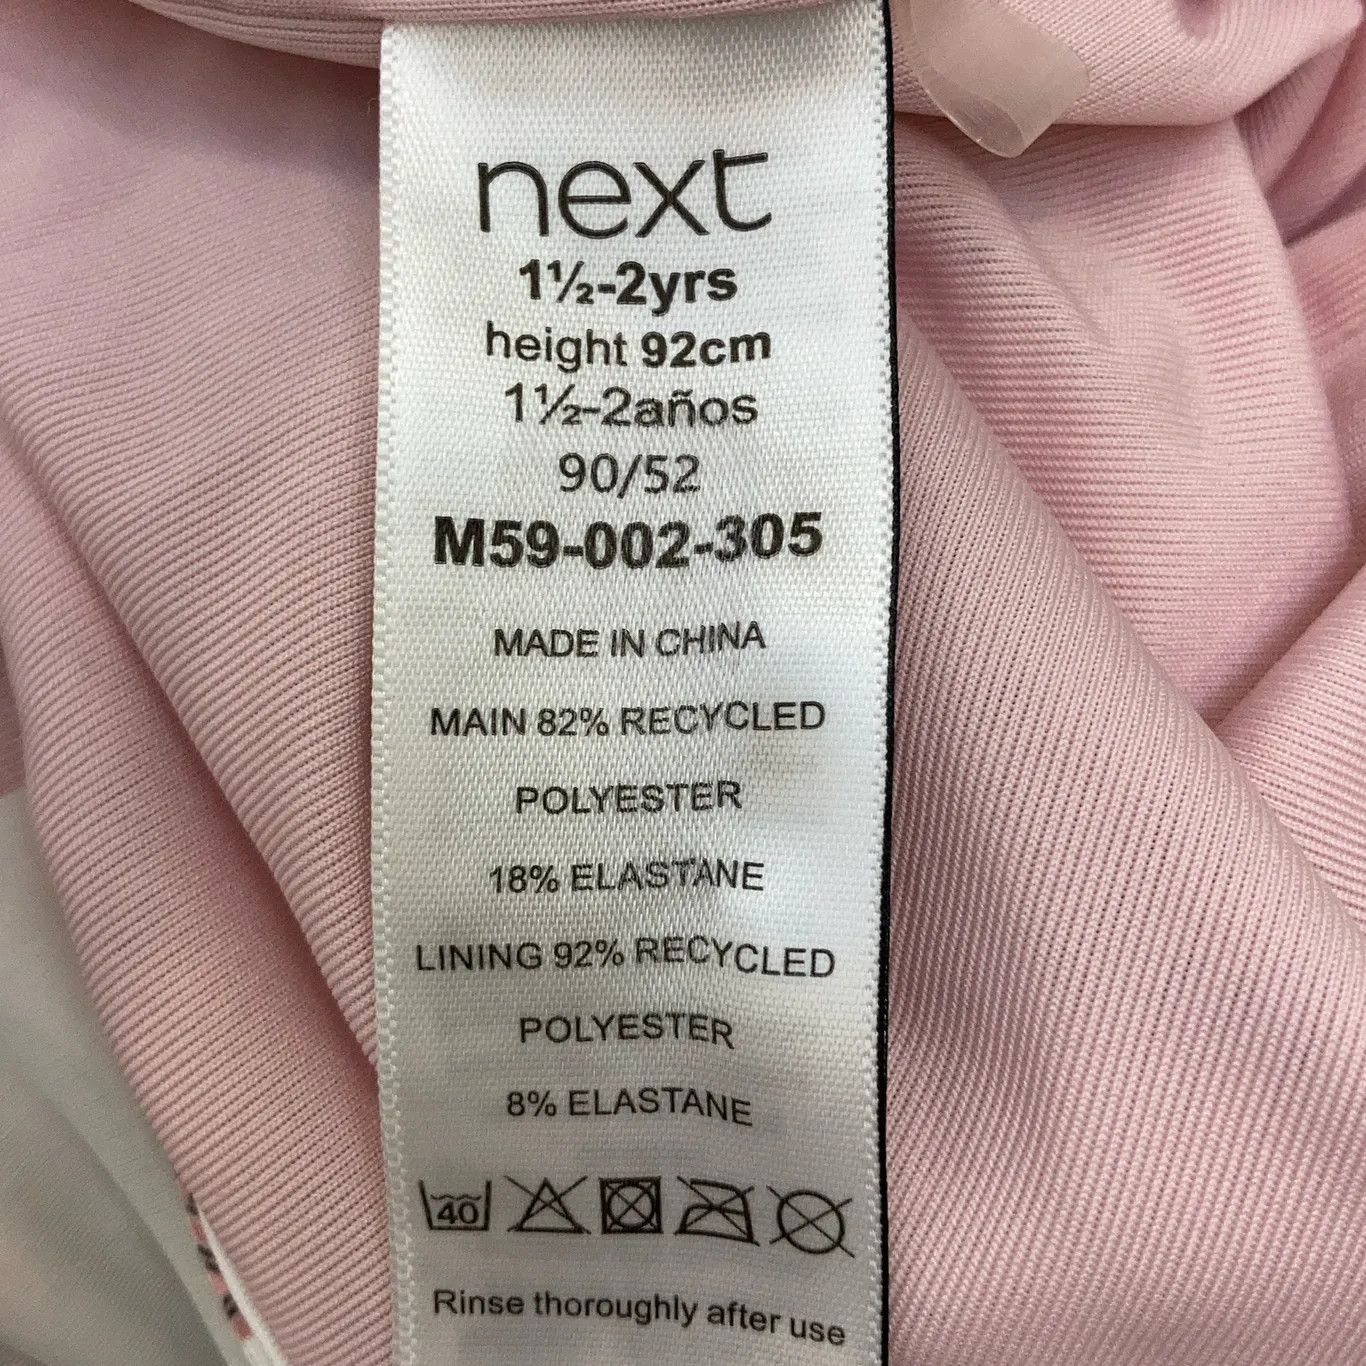 next
1½-2yrs
height 92cm
1½-2años
90/52
M59-002-305
MADE IN CHINA
MAIN 82% RECYCLED
POLYESTER
18% ELASTANE
LINING 92% RECYCLED
POLYESTER
8% ELASTANE
40
Rinse thoroughly after use